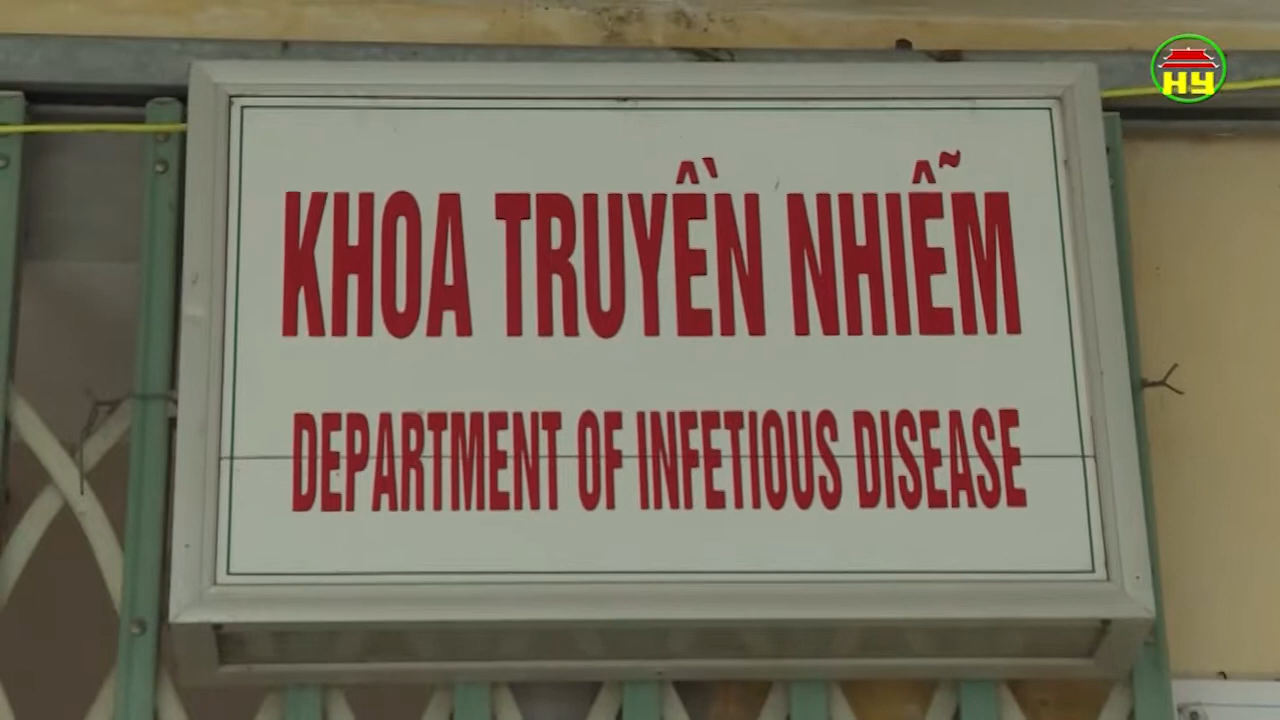 HY
KHOA TRUYỀN NHIỄM
DEPARTMENT OF INFETIOUS DISEASE